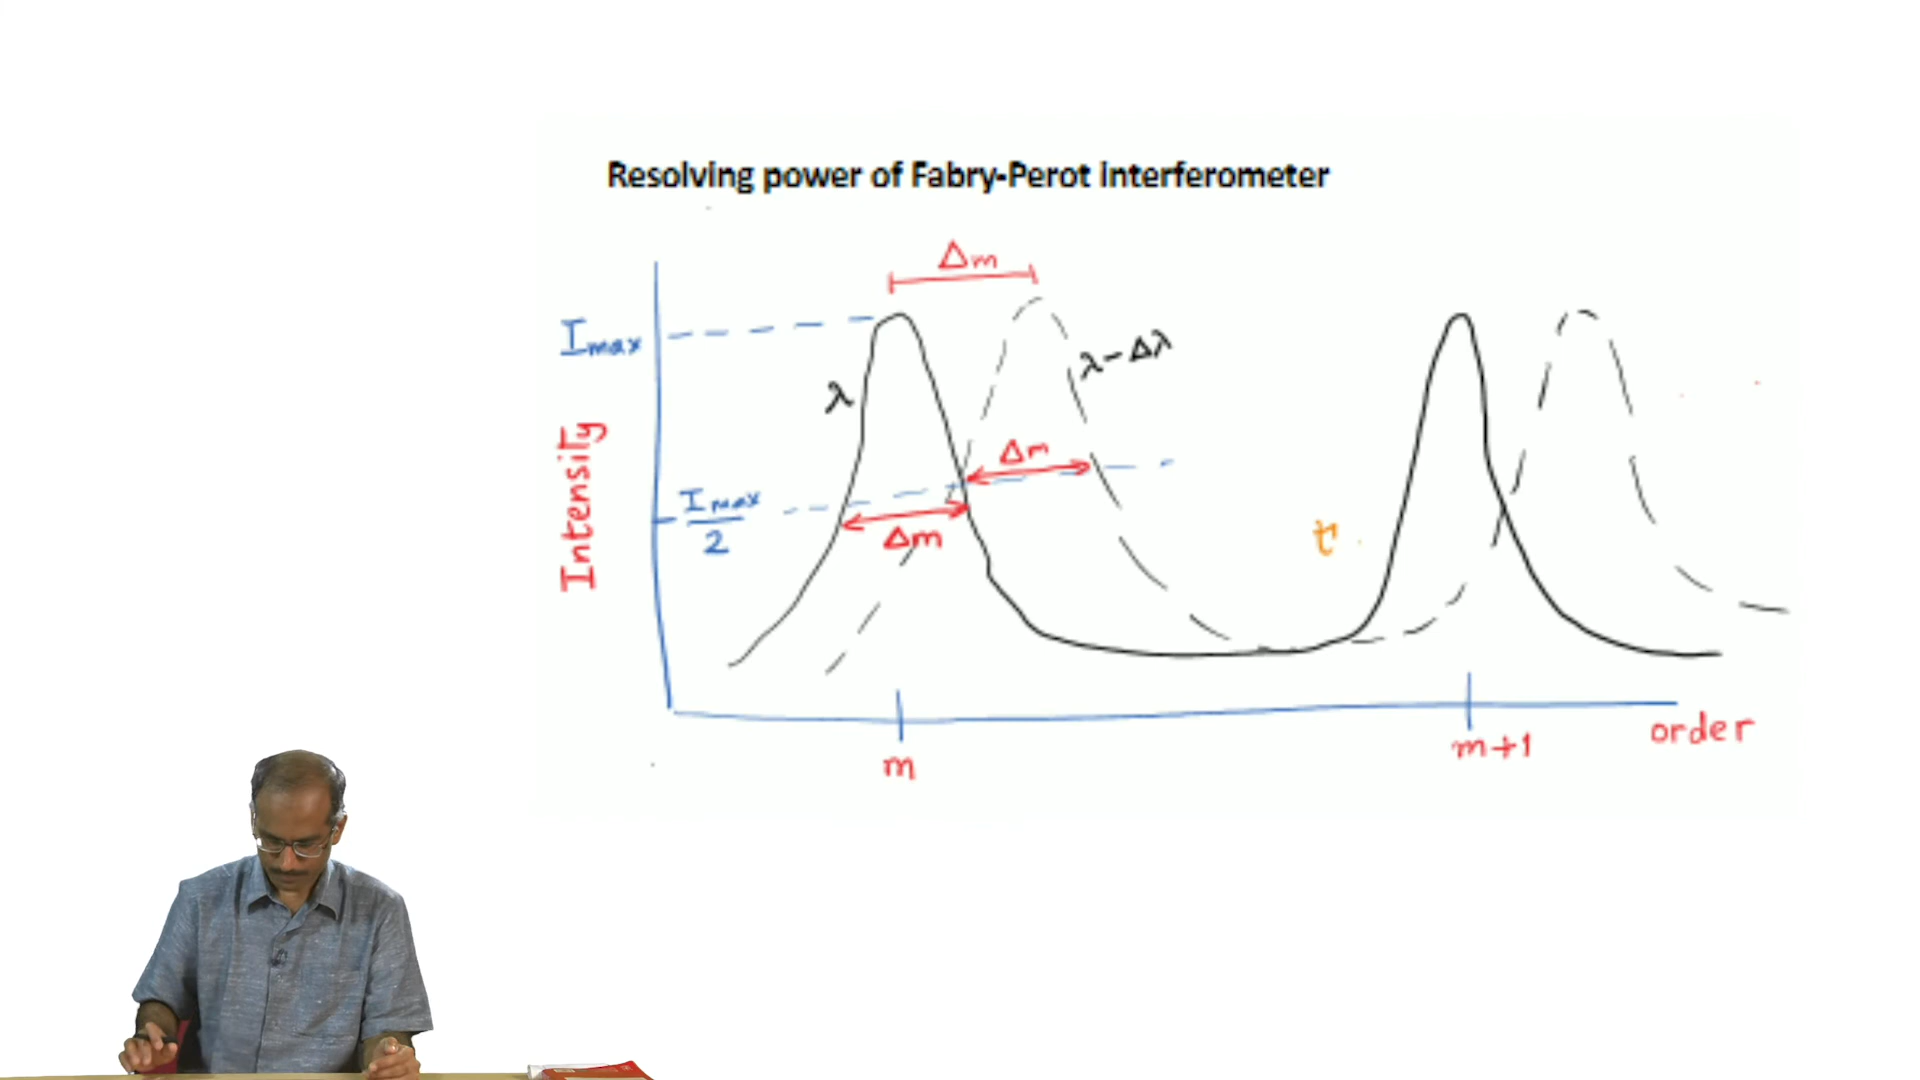 Resolving power of Fabry-Perot interferometer
Δm
Imax
λ
λ-Δλ
Intensity
Δm
Imax
2
Δm
t
m
m+1
order